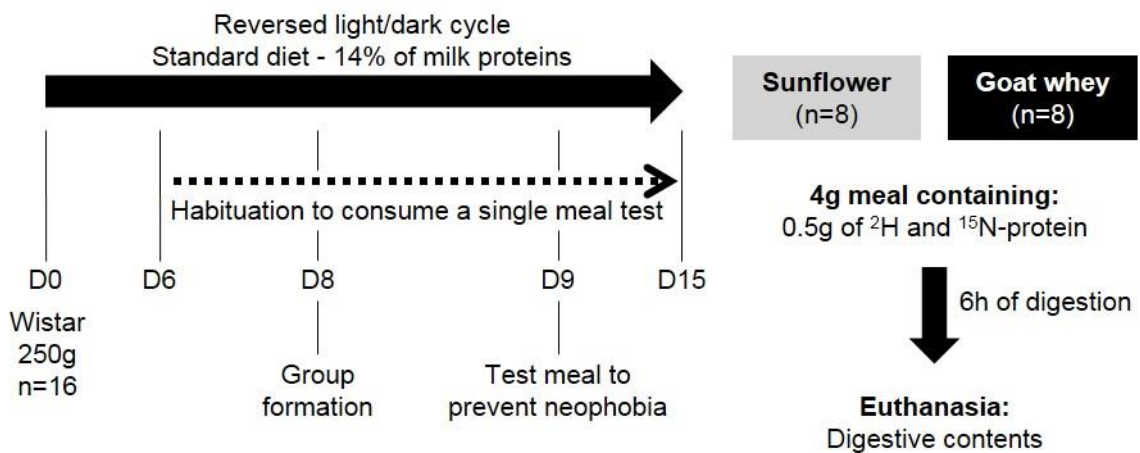 Reversed light/dark cycle
Standard diet - 14% of milk proteins
Sunflower
(n=8)
Goat whey
(n=8)
Habituation to consume a single meal test
4g meal containing:
0.5g of ²H and ¹⁵N-protein
D0
D6
D8
D9
D15
6h of digestion
Wistar
250g
n=16
Group
formation
Test meal to
prevent neophobia
Euthanasia:
Digestive contents